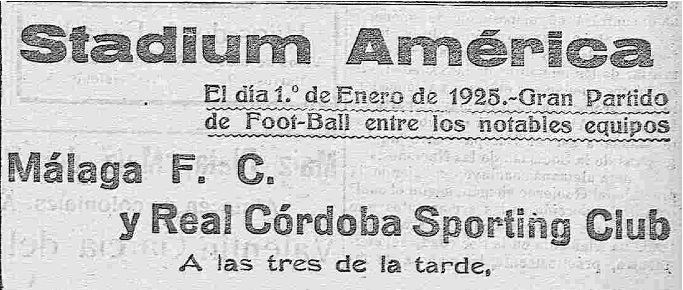 Stadium América
El día 1.º de Enero de 1925.-Gran Partido
de Foot-Ball entre los notables equipos
Málaga F. C.
y Real Córdoba Sporting Club
A las tres de la tarde,